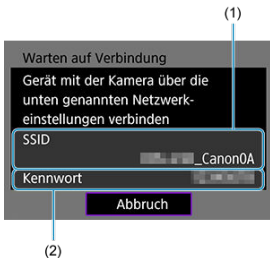 (1)
Warten auf Verbindung
Gerät mit der Kamera über die
unten genannten Netzwerk-
einstellungen verbinden
SSID
_Canon0A
Kennwort
Abbruch
(2)